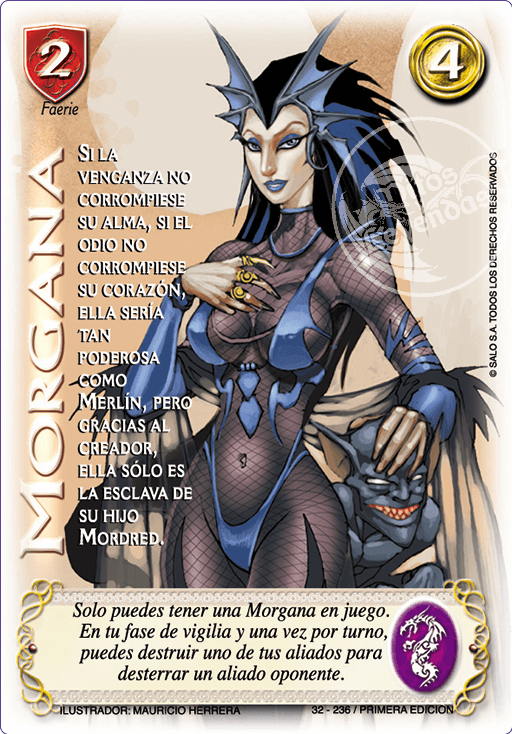 2
Faerie
4
MORGANA
SI LA
VENGANZA NO
CORROMPIESE
SU ALMA, SI EL
ODIO NO
CORROMPIESE
SU CORAZÓN,
ELLA SERÍA
TAN
PODEROSA
COMO
MERLÍN, PERO
GRACIAS AL
CREADOR,
ELLA SÓLO ES
LA ESCLAVA DE
SU HIJO
MORDRED.
Mitos
y Leyendas
© SALO S.A. TODOS LOS DERECHOS RESERVADOS
Solo puedes tener una Morgana en juego.
En tu fase de vigilia y una vez por turno,
puedes destruir uno de tus aliados para
desterrar un aliado oponente.
ILUSTRADOR: MAURICIO HERRERA
32 - 236 / PRIMERA EDICION